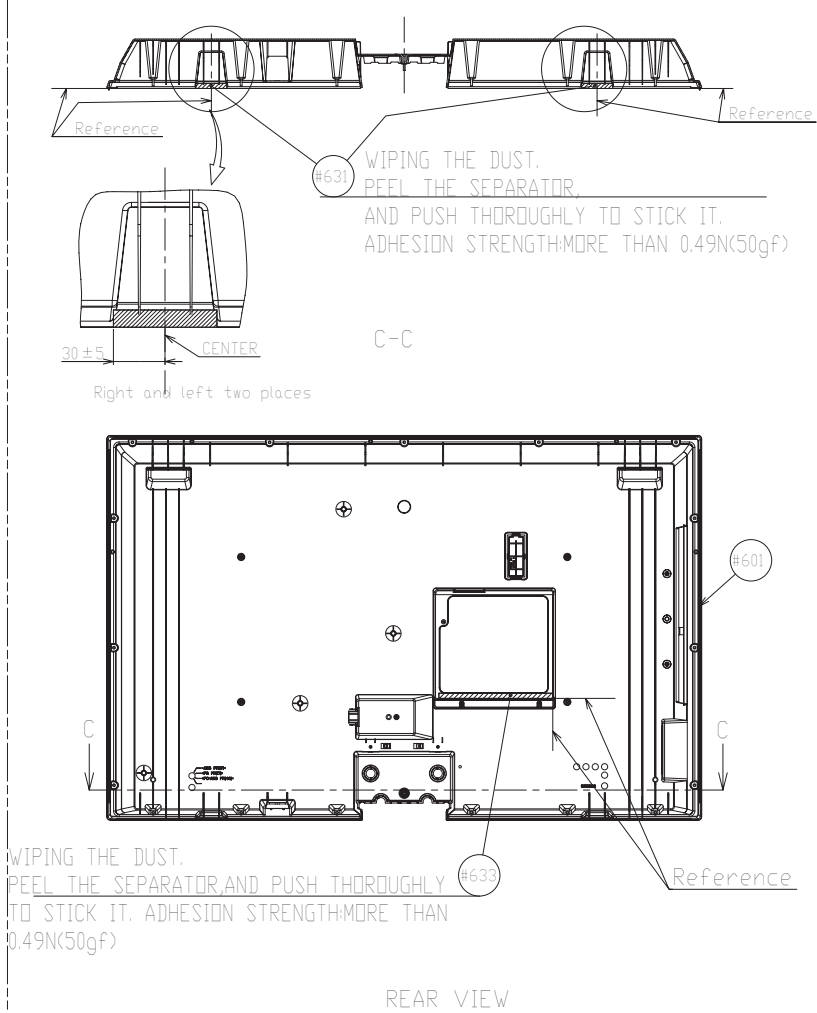 Reference
Reference
#631
WIPING THE DUST.
PEEL THE SEPARATOR,
AND PUSH THOROUGHLY TO STICK IT.
ADHESION STRENGTH:MORE THAN 0.49N(50gf)
30±5
CENTER
C-C
Right and left two places
#601
C
C
WIPING THE DUST.
PEEL THE SEPARATOR,AND PUSH THOROUGHLY
TO STICK IT. ADHESION STRENGTH:MORE THAN
0.49N(50gf)
#633
Reference
REAR VIEW